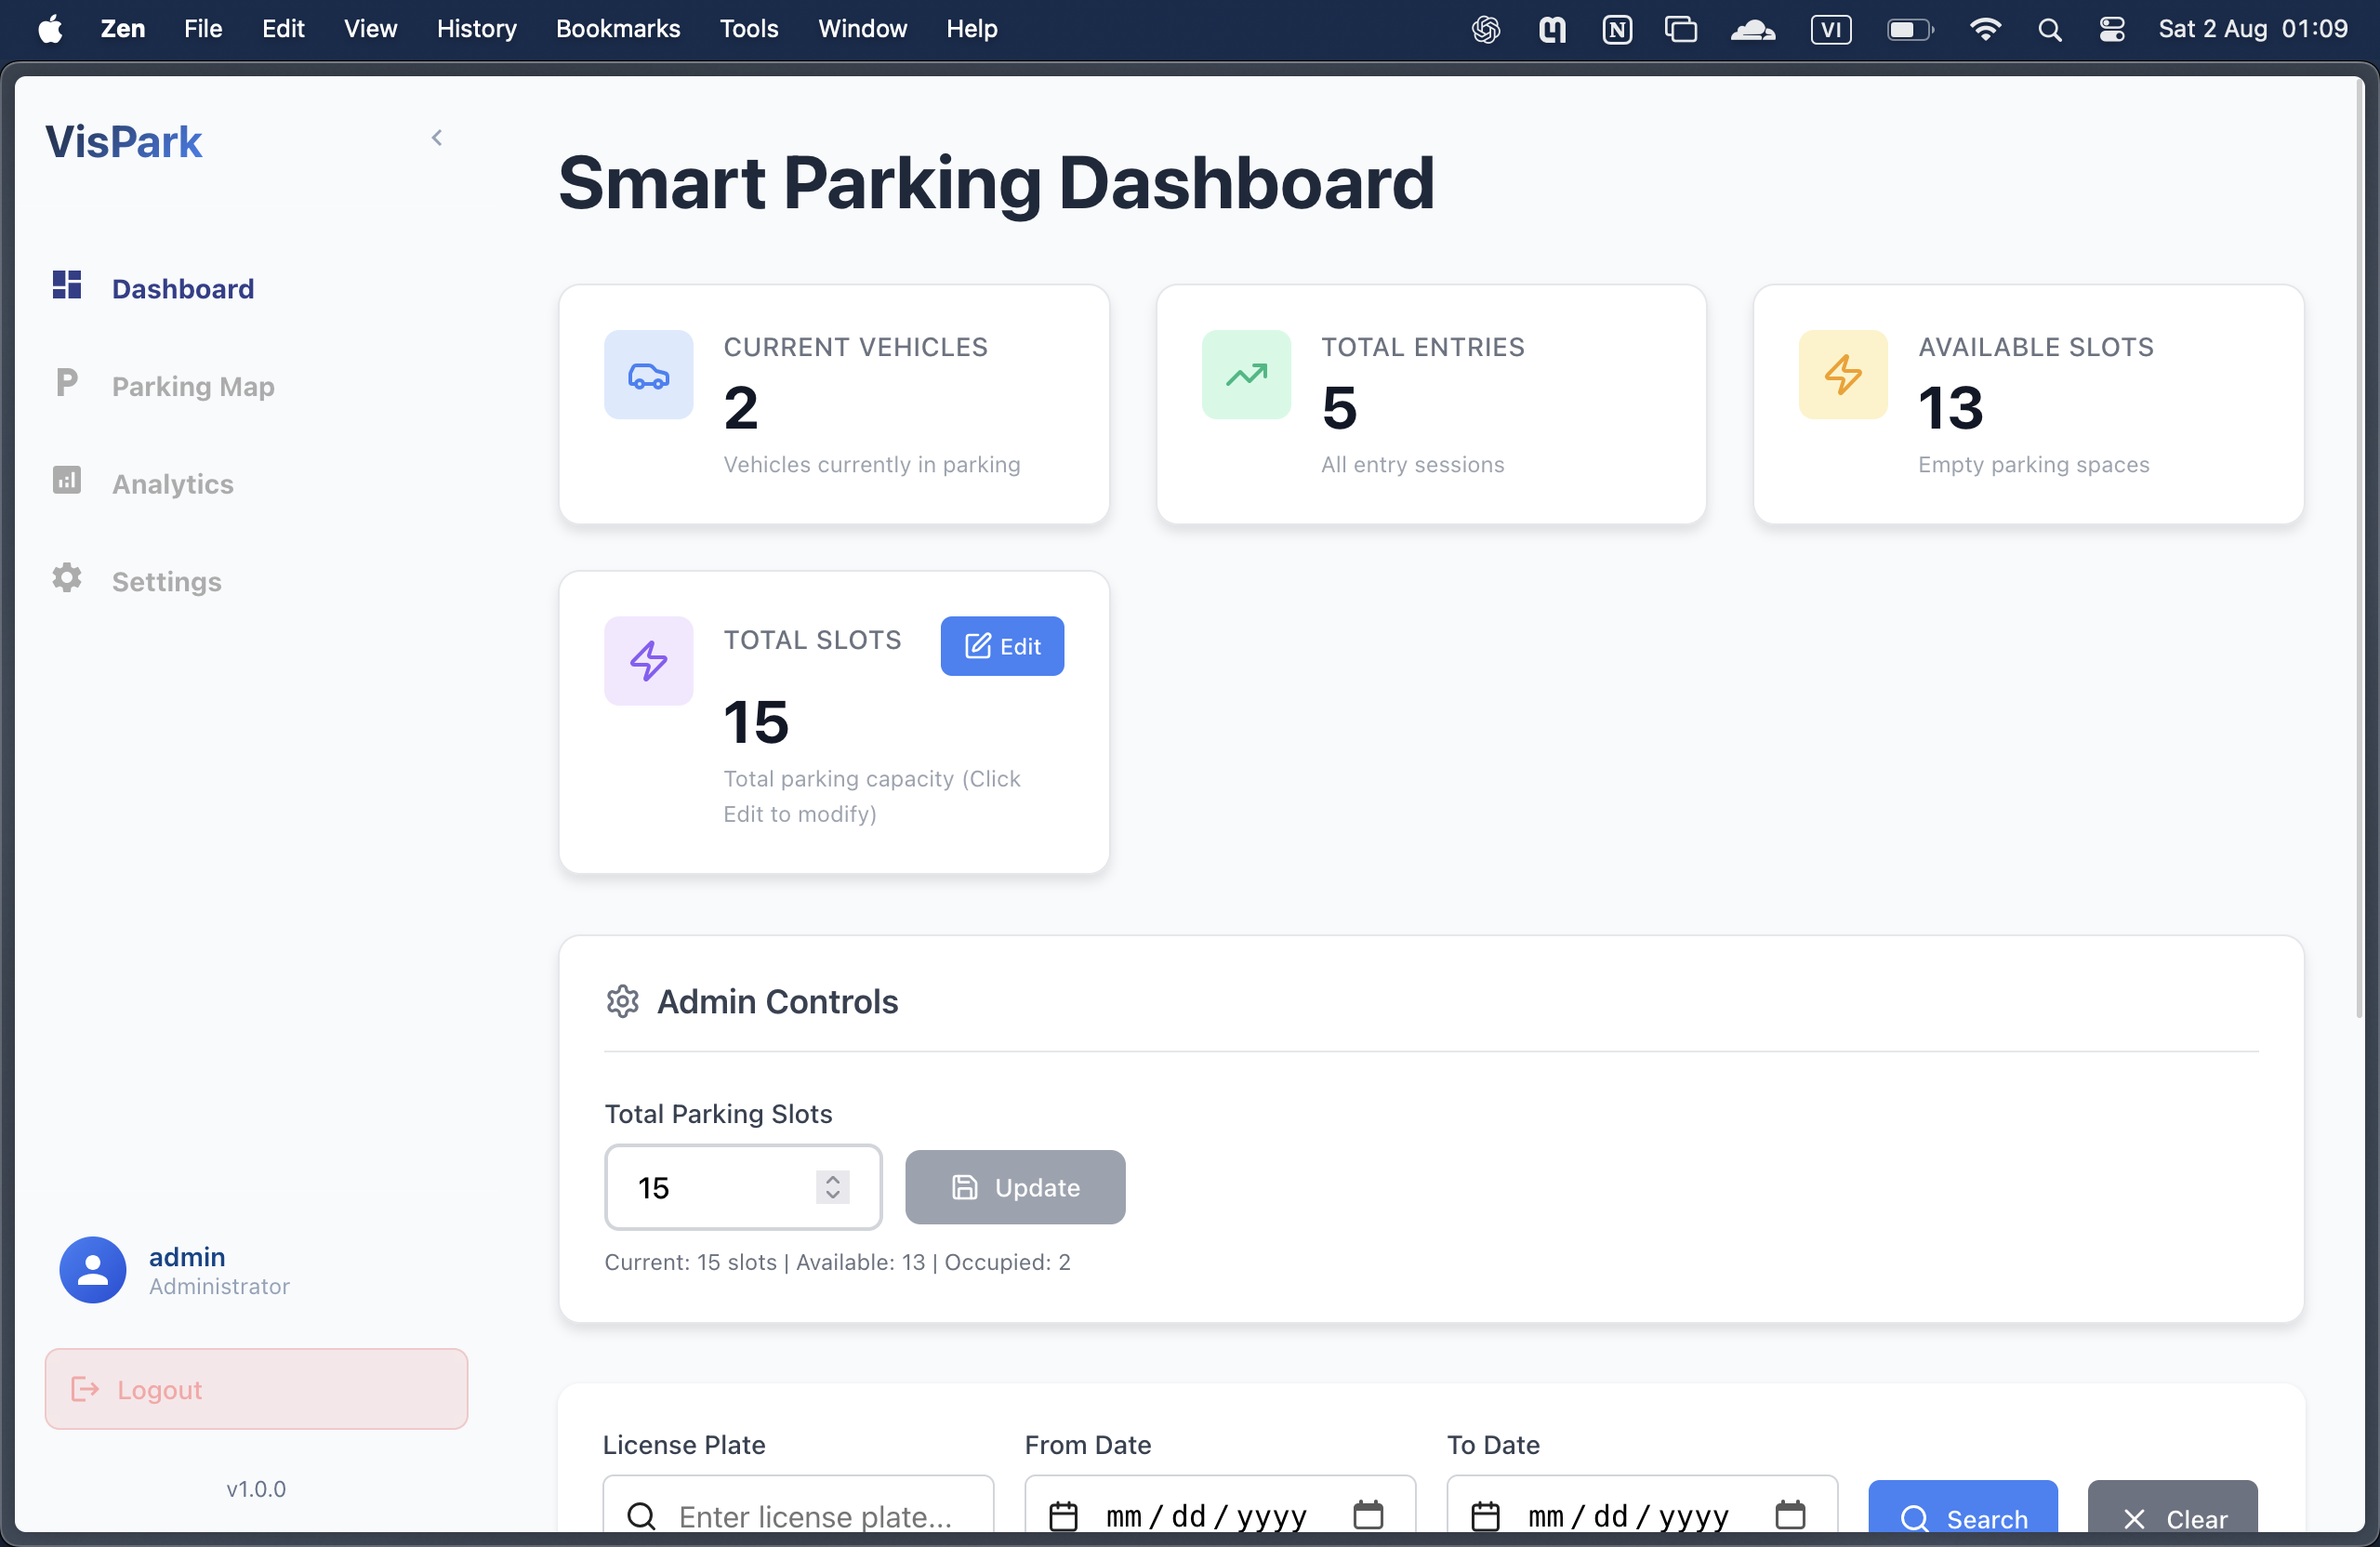 Zen File Edit View History Bookmarks Tools Window Help VI Sat 2 Aug 01:09
VisPark
Dashboard
P Parking Map
Analytics
Settings
admin
Administrator
Logout
v1.0.0
Smart Parking Dashboard
CURRENT VEHICLES
2
Vehicles currently in parking
TOTAL ENTRIES
5
All entry sessions
AVAILABLE SLOTS
13
Empty parking spaces
TOTAL SLOTS
Edit
15
Total parking capacity (Click
Edit to modify)
Admin Controls
Total Parking Slots
15
Update
Current: 15 slots | Available: 13 | Occupied: 2
License Plate
Enter license plate...
From Date
mm / dd / yyyy
To Date
mm / dd / yyyy
Search
Clear